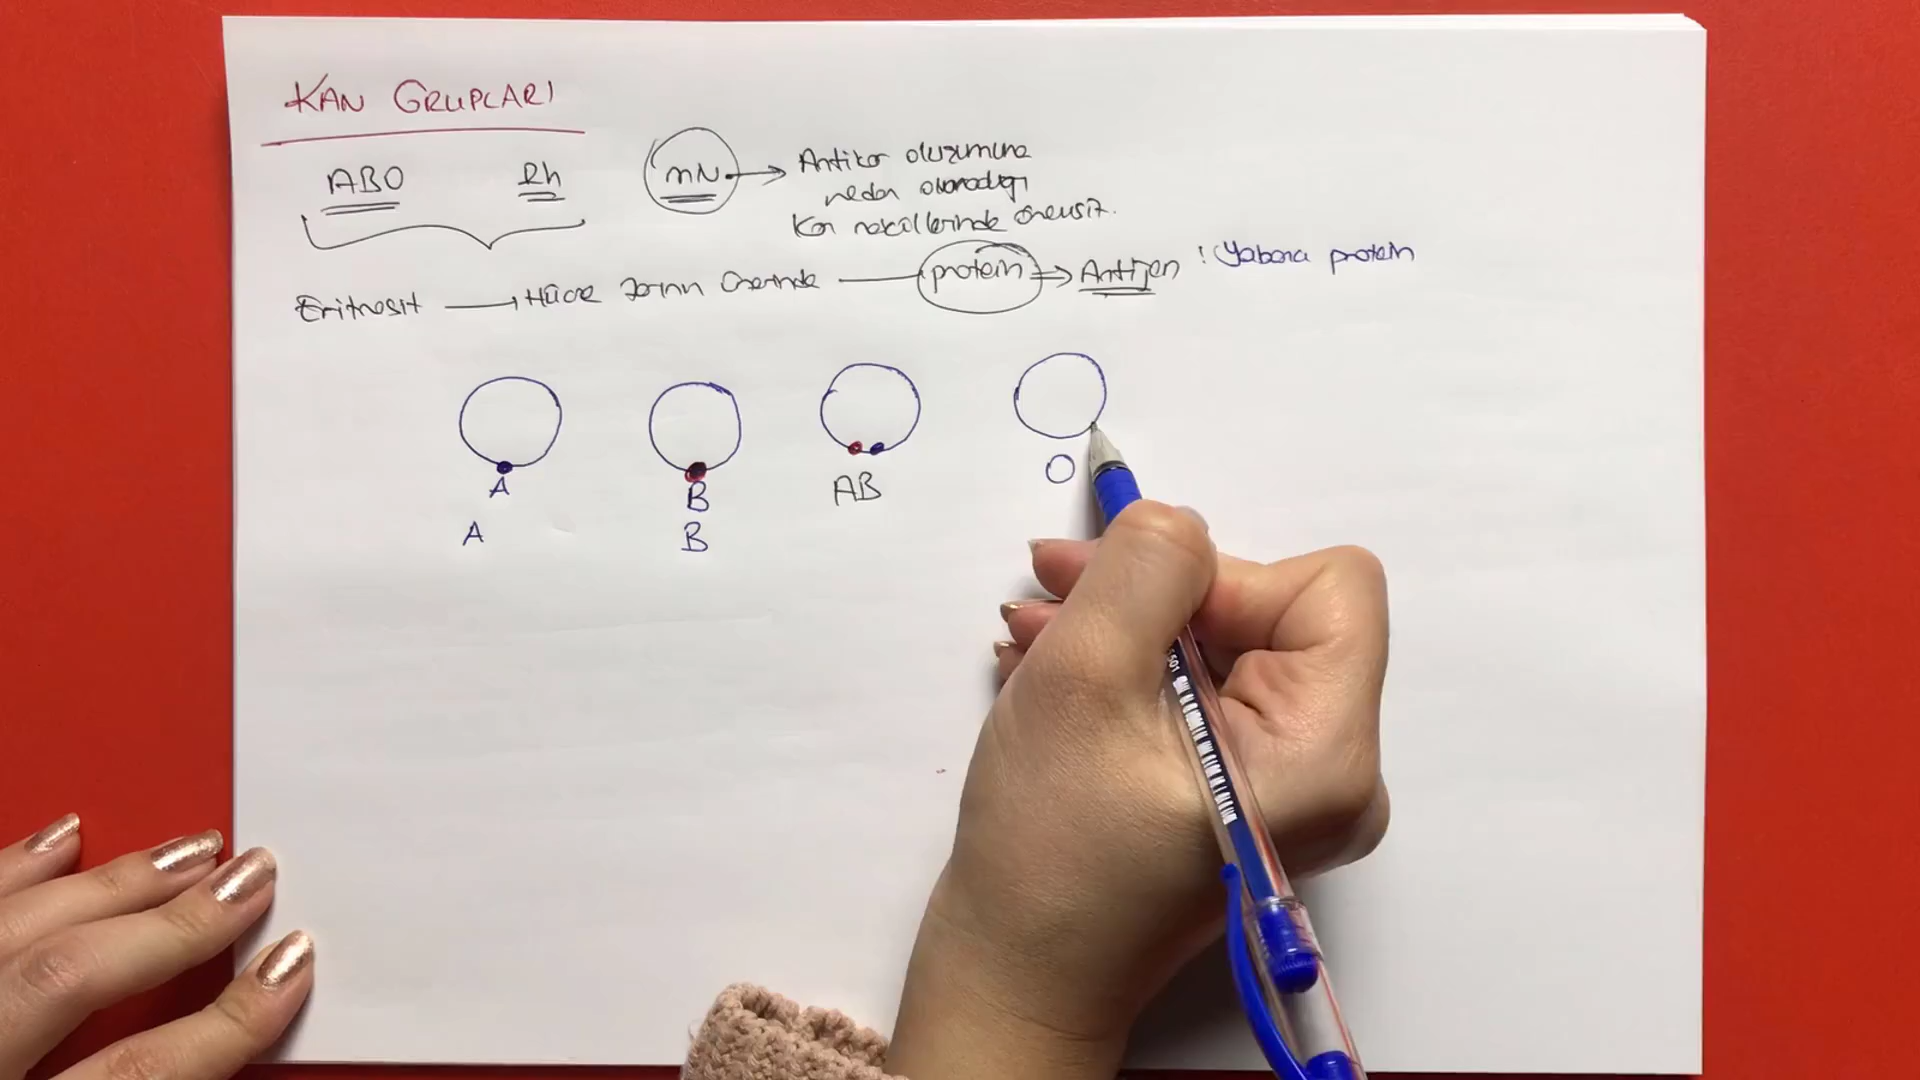 KAN GRUPLARI
ABO Rh MN → Antikor oluşumuna
neden olmadığı
Kan nakillerinde önemsiz.
Eritrosit → Hücre zarının üzerinde — protein ⇒ Antijen : Yabancı protein
A B AB O
A B